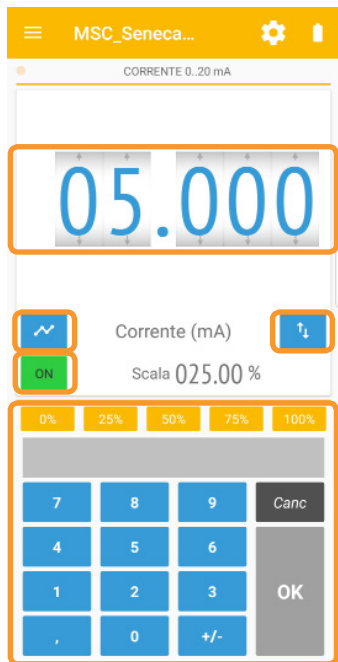 MSC_Seneca...
CORRENTE 0..20 mA
05.000
Corrente (mA)
ON
Scala 025.00 %
0% 25% 50% 75% 100%
7 8 9 Canc
4 5 6
1 2 3 OK
, 0 +/-